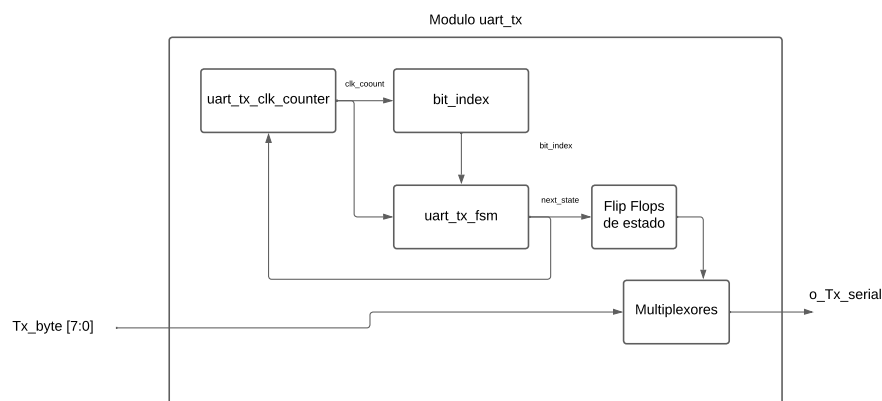 Modulo uart_tx
uart_tx_clk_counter
clk_coount
bit_index
bit_index
uart_tx_fsm
next_state
Flip Flops
de estado
Multiplexores
o_Tx_serial
Tx_byte [7:0]